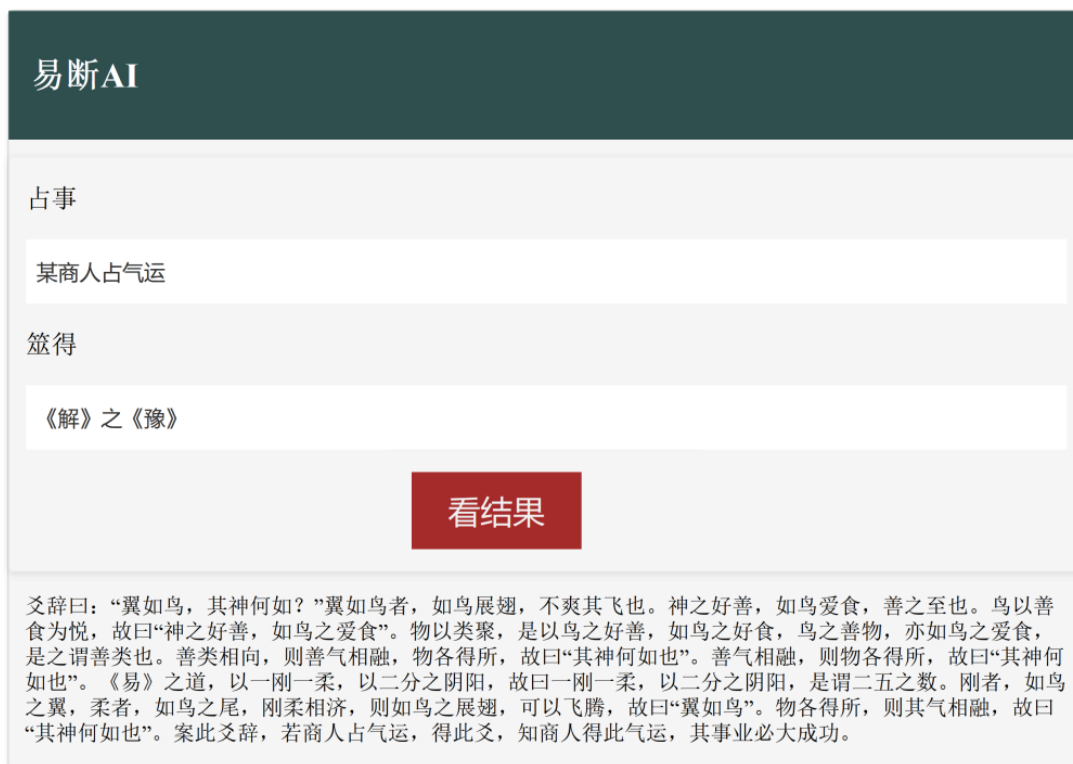 易断AI
占事
某商人占气运
筮得
《解》之《豫》
看结果
爻辞曰：“翼如鸟，其神何如？”翼如鸟者，如鸟展翅，不爽其飞也。神之好善，如鸟爱食，善之至也。鸟以善
食为悦，故曰“神之好善，如鸟之爱食”。物以类聚，是以鸟之好善，如鸟之好食，鸟之善物，亦如鸟之爱食，
是之谓善类也。善类相向，则善气相融，物各得所，故曰“其神何如也”。善气相融，则物各得所，故曰“其神何
如也”。《易》之道，以一刚一柔，以二分之阴阳，故曰一刚一柔，以二分之阴阳，是谓二五之数。刚者，如鸟
之翼，柔者，如鸟之尾，刚柔相济，则如鸟之展翅，可以飞腾，故曰“翼如鸟”。物各得所，则其气相融，故曰
“其神何如也”。案此爻辞，若商人占气运，得此爻，知商人得此气运，其事业必大成功。